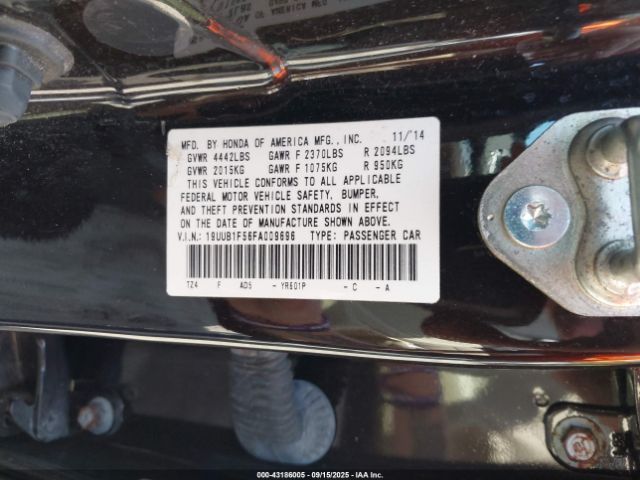 MFD. BY HONDA OF AMERICA MFG., INC. 11/14
GVWR 4442LBS GAWR F 2370LBS R 2094LBS
GVWR 2015KG GAWR F 1075KG R 950KG
THIS VEHICLE CONFORMS TO ALL APPLICABLE
FEDERAL MOTOR VEHICLE SAFETY, BUMPER,
AND THEFT PREVENTION STANDARDS IN EFFECT
ON THE DATE OF MANUFACTURE SHOWN ABOVE.
V.I.N.: 19UUB1F56FA009696 TYPE: PASSENGER CAR
TZ4 F AD5 - YR601P - C - A
000-43186005 - 09/15/2025 - IAA Inc.